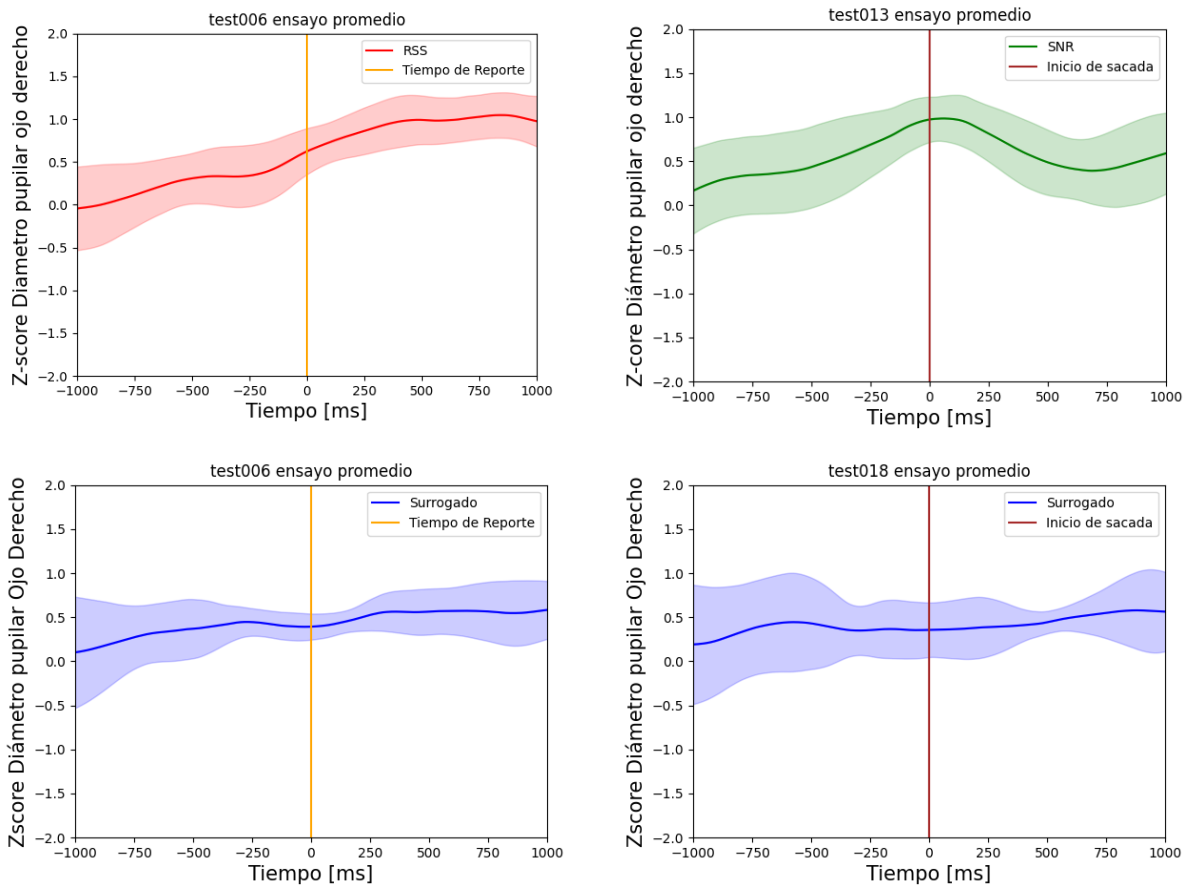 test006 ensayo promedio
Z-score Diametro pupilar ojo derecho
2.0
1.5
1.0
0.5
0.0
−0.5
−1.0
−1.5
−2.0
RSS
Tiempo de Reporte
−1000 −750 −500 −250 0 250 500 750 1000
Tiempo [ms]
test013 ensayo promedio
Z-core Diámetro pupilar ojo derecho
2.0
1.5
1.0
0.5
0.0
−0.5
−1.0
−1.5
−2.0
SNR
Inicio de sacada
−1000 −750 −500 −250 0 250 500 750 1000
Tiempo [ms]
test006 ensayo promedio
Zscore Diámetro pupilar Ojo Derecho
2.0
1.5
1.0
0.5
0.0
−0.5
−1.0
−1.5
−2.0
Surrogado
Tiempo de Reporte
−1000 −750 −500 −250 0 250 500 750 1000
Tiempo [ms]
test018 ensayo promedio
Zscore Diámetro pupilar Ojo Derecho
2.0
1.5
1.0
0.5
0.0
−0.5
−1.0
−1.5
−2.0
Surrogado
Inicio de sacada
−1000 −750 −500 −250 0 250 500 750 1000
Tiempo [ms]